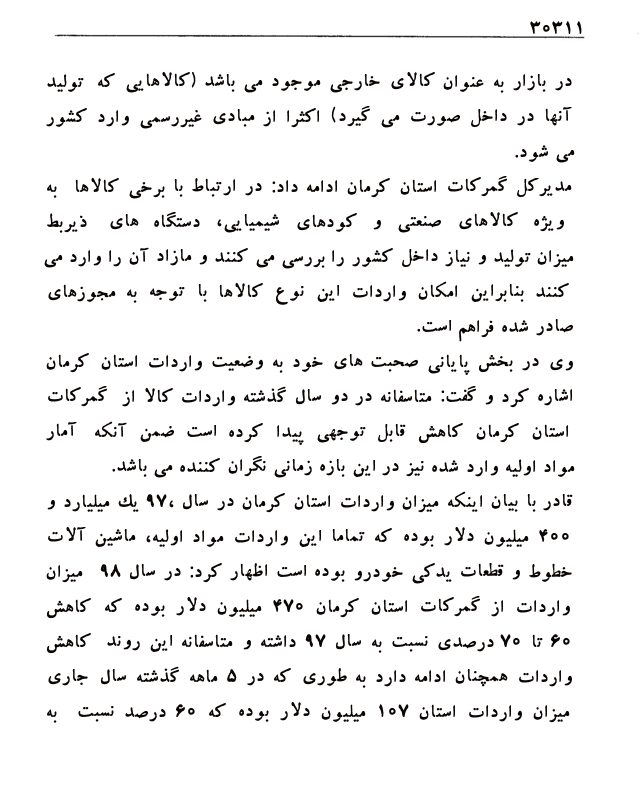 ۳۰۳۱۱
در بازار به عنوان کالای خارجی موجود می باشد (کالاهایی که تولید
آنها در داخل صورت می گیرد) اکثرا از مبادی غیررسمی وارد کشور
می شود.
مدیرکل گمرکات استان کرمان ادامه داد: در ارتباط با برخی کالاها به
ویژه کالاهای صنعتی و کودهای شیمیایی، دستگاه های ذیربط
میزان تولید و نیاز داخل کشور را بررسی می کنند و مازاد آن را وارد می
کنند بنابراین امکان واردات این نوع کالاها با توجه به مجوزهای
صادر شده فراهم است.
وی در بخش پایانی صحبت های خود به وضعیت واردات استان کرمان
اشاره کرد و گفت: متاسفانه در دو سال گذشته واردات کالا از گمرکات
استان کرمان کاهش قابل توجهی پیدا کرده است ضمن آنکه آمار
مواد اولیه وارد شده نیز در این بازه زمانی نگران کننده می باشد.
قادر با بیان اینکه میزان واردات استان کرمان در سال ۹۷، یك میلیارد و
۴۰۰ میلیون دلار بوده که تماما این واردات مواد اولیه، ماشین آلات
خطوط و قطعات یدکی خودرو بوده است اظهار کرد: در سال ۹۸ میزان
واردات از گمرکات استان کرمان ۴۷۰ میلیون دلار بوده که کاهش
۶۰ تا ۷۰ درصدی نسبت به سال ۹۷ داشته و متاسفانه این روند کاهش
واردات همچنان ادامه دارد به طوری که در ۵ ماهه گذشته سال جاری
میزان واردات استان ۱۰۷ میلیون دلار بوده که ۶۰ درصد نسبت به